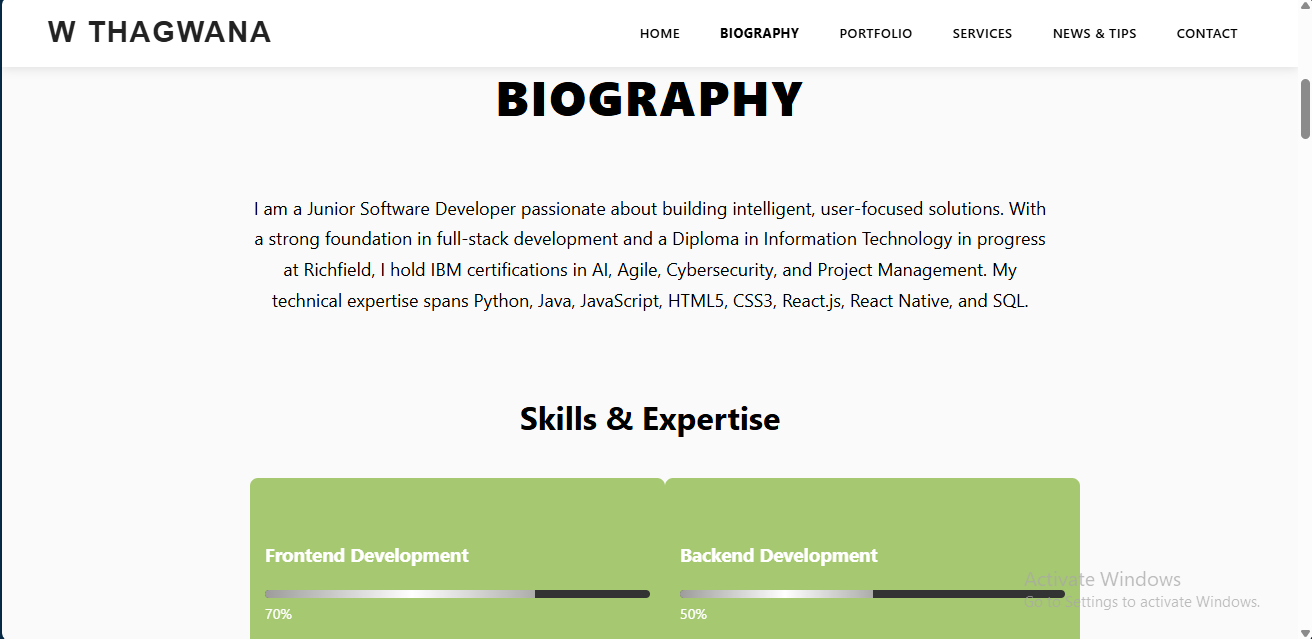 W THAGWANA
HOME BIOGRAPHY PORTFOLIO SERVICES NEWS & TIPS CONTACT
BIOGRAPHY
I am a Junior Software Developer passionate about building intelligent, user-focused solutions. With
a strong foundation in full-stack development and a Diploma in Information Technology in progress
at Richfield, I hold IBM certifications in AI, Agile, Cybersecurity, and Project Management. My
technical expertise spans Python, Java, JavaScript, HTML5, CSS3, React.js, React Native, and SQL.
Skills & Expertise
Frontend Development
70%
Backend Development
50%
Activate Windows
Go to Settings to activate Windows.